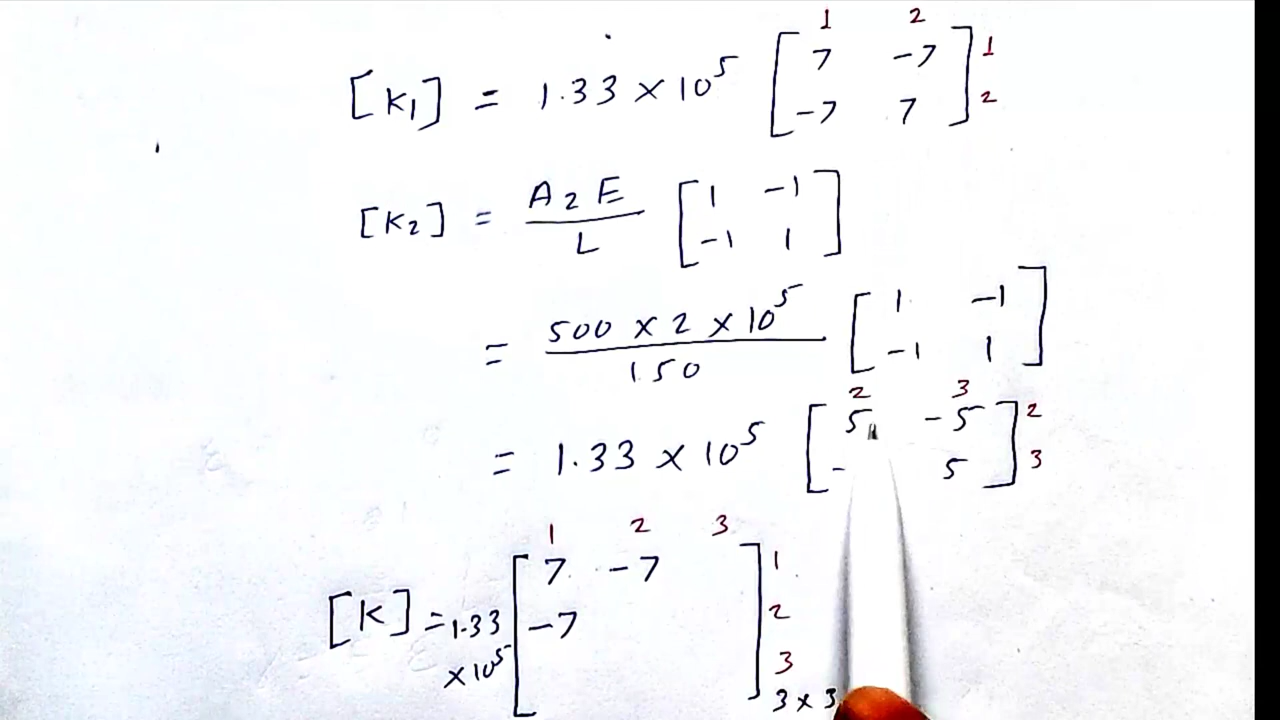 1 2
[K1] = 1.33 × 10^5 [ 7 -7 ] 1
[ -7 7 ] 2
[K2] = A2E / L [ 1 -1 ]
[ -1 1 ]
= 500 × 2 × 10^5 / 150 [ 1 -1 ]
[ -1 1 ]
2 3
= 1.33 × 10^5 [ 5 -5 ] 2
[ - 5 ] 3
1 2 3
[ 7 -7 ] 1
[K] = 1.33 [ -7 ] 2
× 10^5 [ ] 3
3 × 3